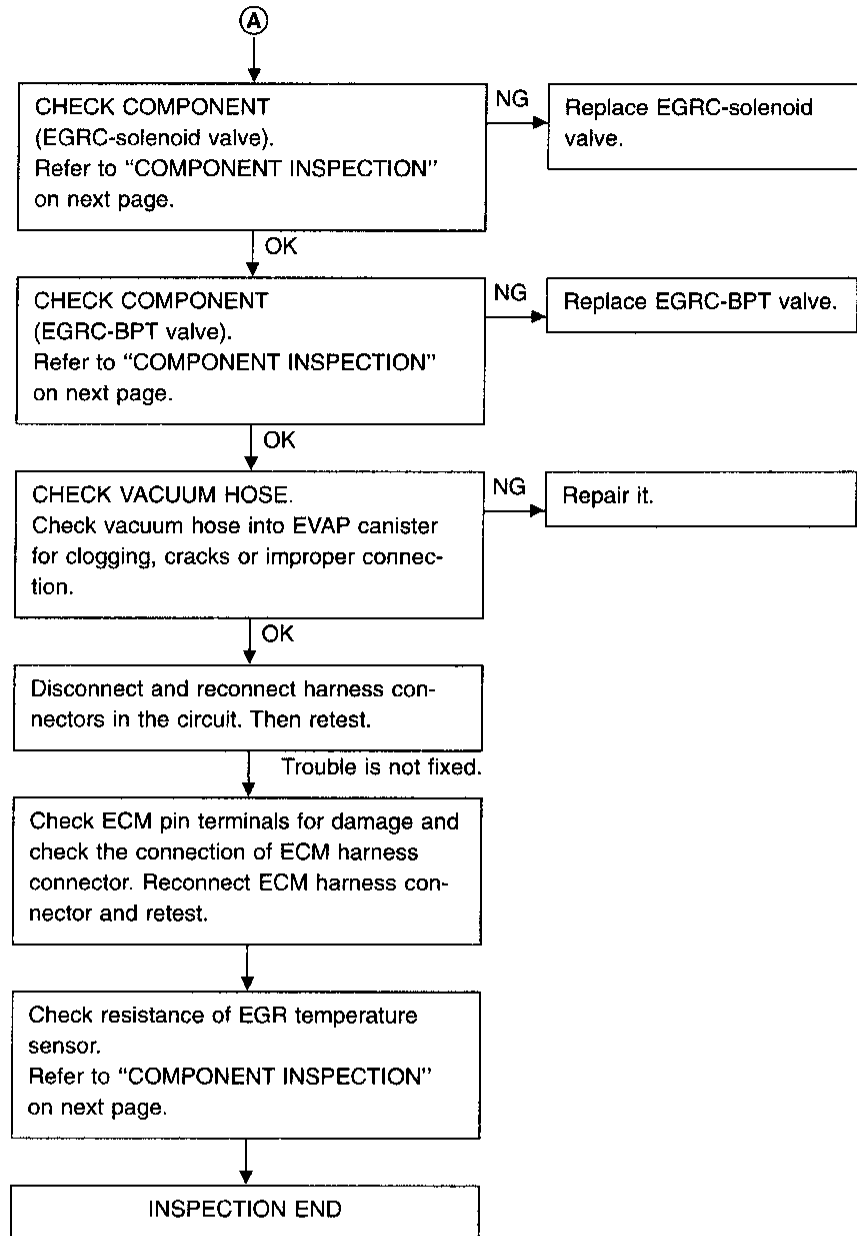 A
CHECK COMPONENT
(EGRC-solenoid valve).
Refer to “COMPONENT INSPECTION”
on next page.
NG
Replace EGRC-solenoid
valve.
OK
CHECK COMPONENT
(EGRC-BPT valve).
Refer to “COMPONENT INSPECTION”
on next page.
NG
Replace EGRC-BPT valve.
OK
CHECK VACUUM HOSE.
Check vacuum hose into EVAP canister
for clogging, cracks or improper connec-
tion.
NG
Repair it.
OK
Disconnect and reconnect harness con-
nectors in the circuit. Then retest.
Trouble is not fixed.
Check ECM pin terminals for damage and
check the connection of ECM harness
connector. Reconnect ECM harness con-
nector and retest.
Check resistance of EGR temperature
sensor.
Refer to “COMPONENT INSPECTION”
on next page.
INSPECTION END